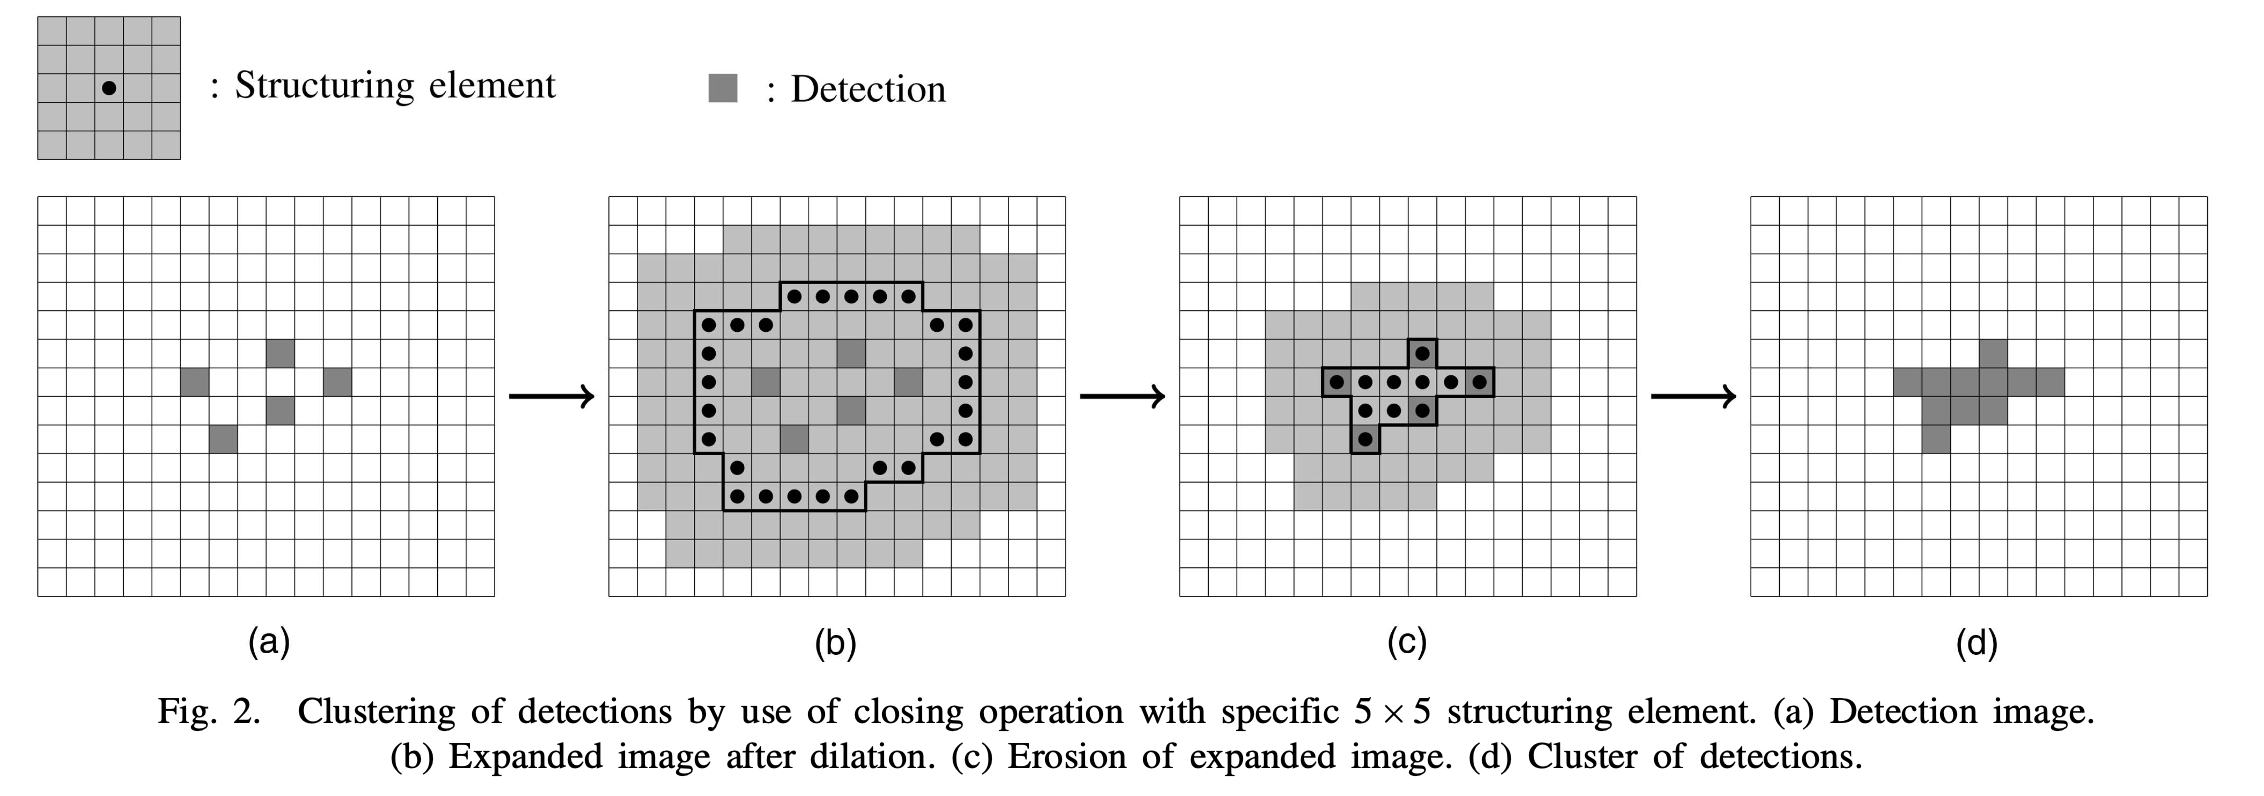 : Structuring element
: Detection
(a)
(b)
(c)
(d)
Fig. 2. Clustering of detections by use of closing operation with specific 5 × 5 structuring element. (a) Detection image.
(b) Expanded image after dilation. (c) Erosion of expanded image. (d) Cluster of detections.